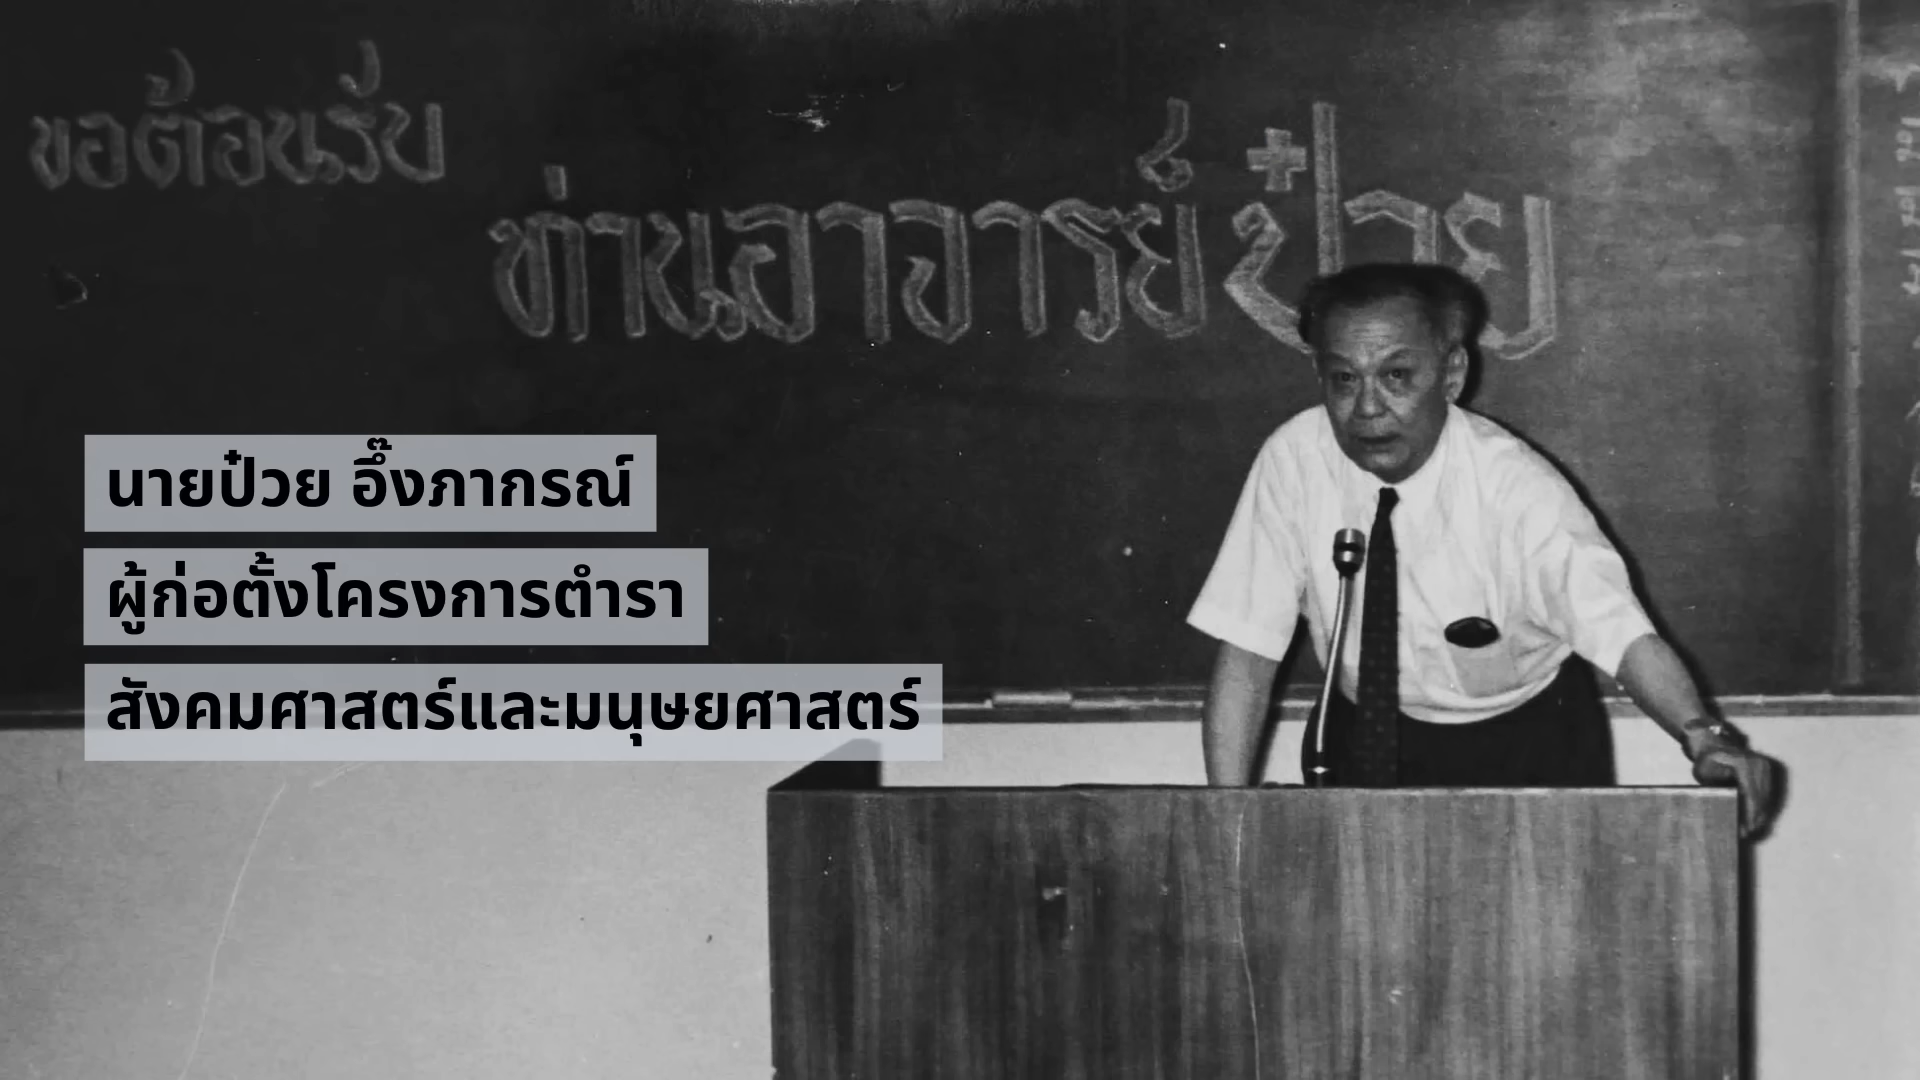 ขอต้อนรับ
ท่านอาจารย์ป๋วย
นายป๋วย อึ๊งภากรณ์
ผู้ก่อตั้งโครงการตำรา
สังคมศาสตร์และมนุษยศาสตร์